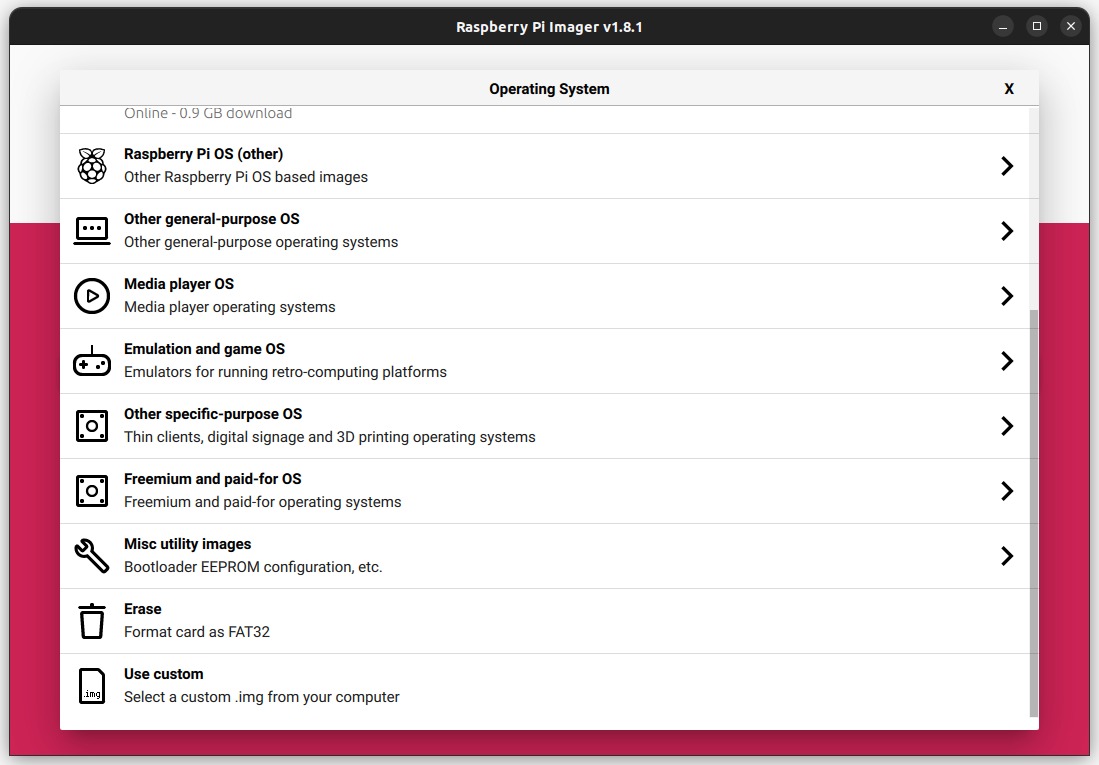 Raspberry Pi Imager v1.8.1
Operating System X
Online - 0.9 GB download
Raspberry Pi OS (other)
Other Raspberry Pi OS based images
Other general-purpose OS
Other general-purpose operating systems
Media player OS
Media player operating systems
Emulation and game OS
Emulators for running retro-computing platforms
Other specific-purpose OS
Thin clients, digital signage and 3D printing operating systems
Freemium and paid-for OS
Freemium and paid-for operating systems
Misc utility images
Bootloader EEPROM configuration, etc.
Erase
Format card as FAT32
Use custom
.img
Select a custom .img from your computer